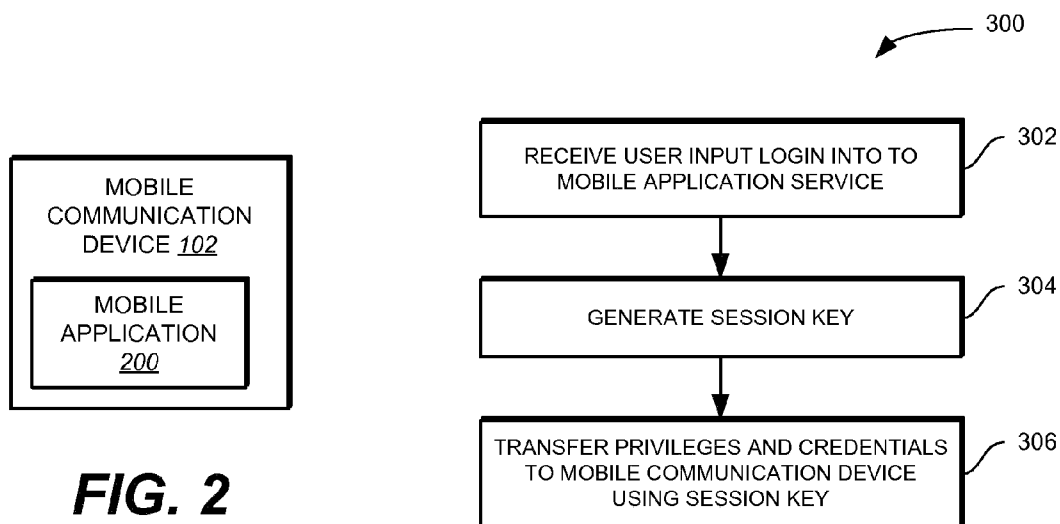 300
RECEIVE USER INPUT LOGIN INTO TO
MOBILE APPLICATION SERVICE
302
MOBILE
COMMUNICATION
DEVICE 102
MOBILE
APPLICATION
200
GENERATE SESSION KEY
304
TRANSFER PRIVILEGES AND CREDENTIALS
TO MOBILE COMMUNICATION DEVICE
USING SESSION KEY
306
FIG. 2